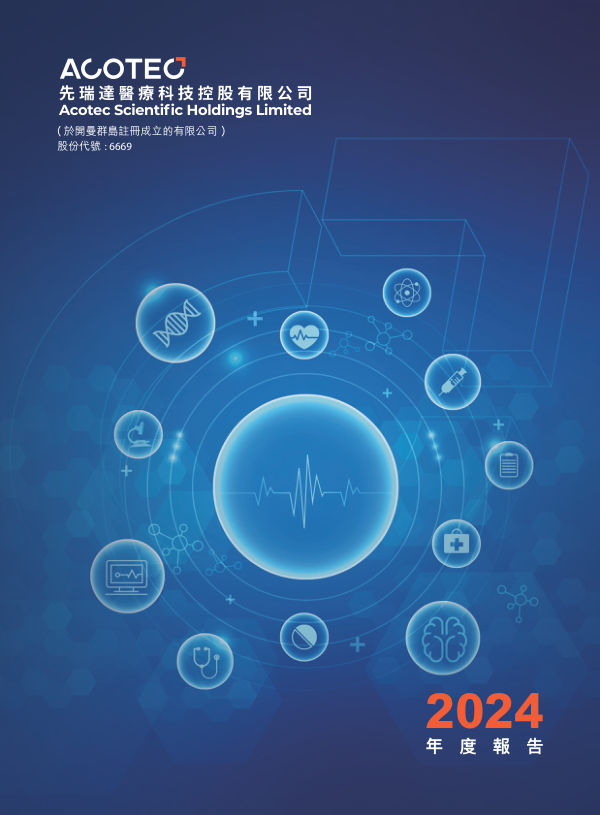 ACOTEC
先瑞達醫療科技控股有限公司
Acotec Scientific Holdings Limited
(於開曼群島註冊成立的有限公司)
股份代號 : 6669
2024
年度報告